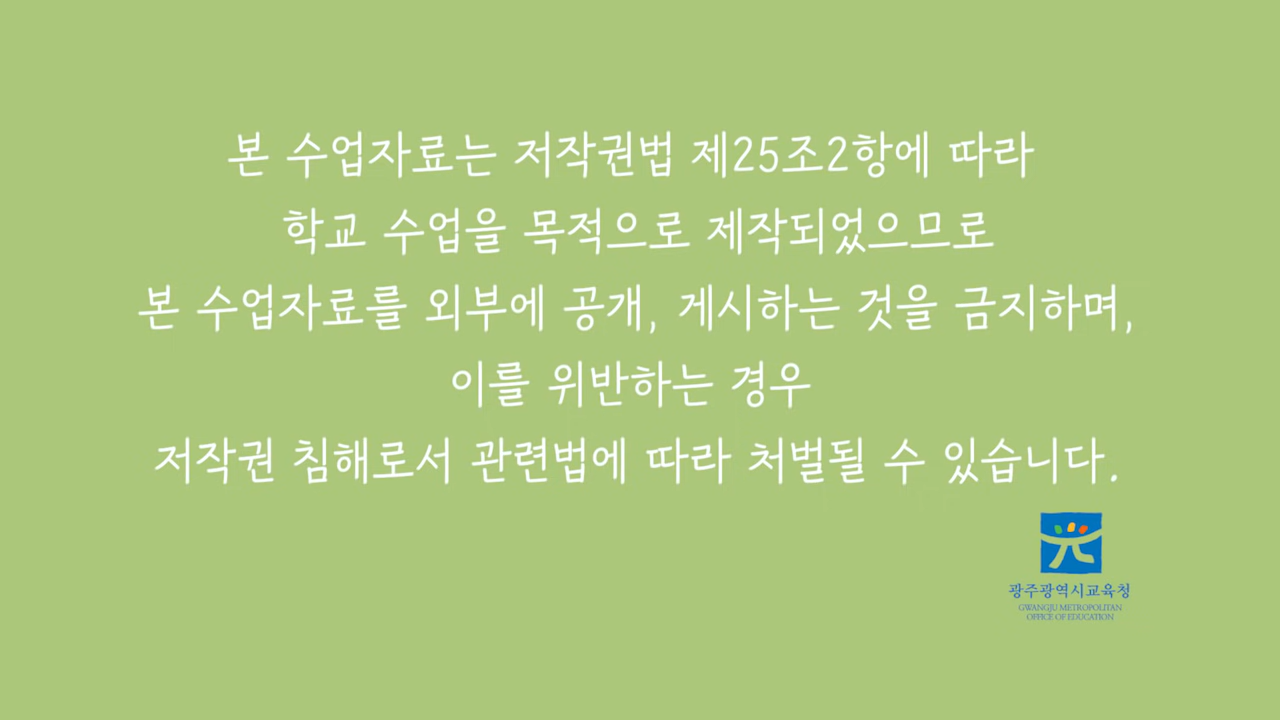 본 수업자료는 저작권법 제25조2항에 따라
학교 수업을 목적으로 제작되었으므로
본 수업자료를 외부에 공개, 게시하는 것을 금지하며,
이를 위반하는 경우
저작권 침해로서 관련법에 따라 처벌될 수 있습니다.
광주광역시교육청
GWANGJU METROPOLITAN
OFFICE OF EDUCATION